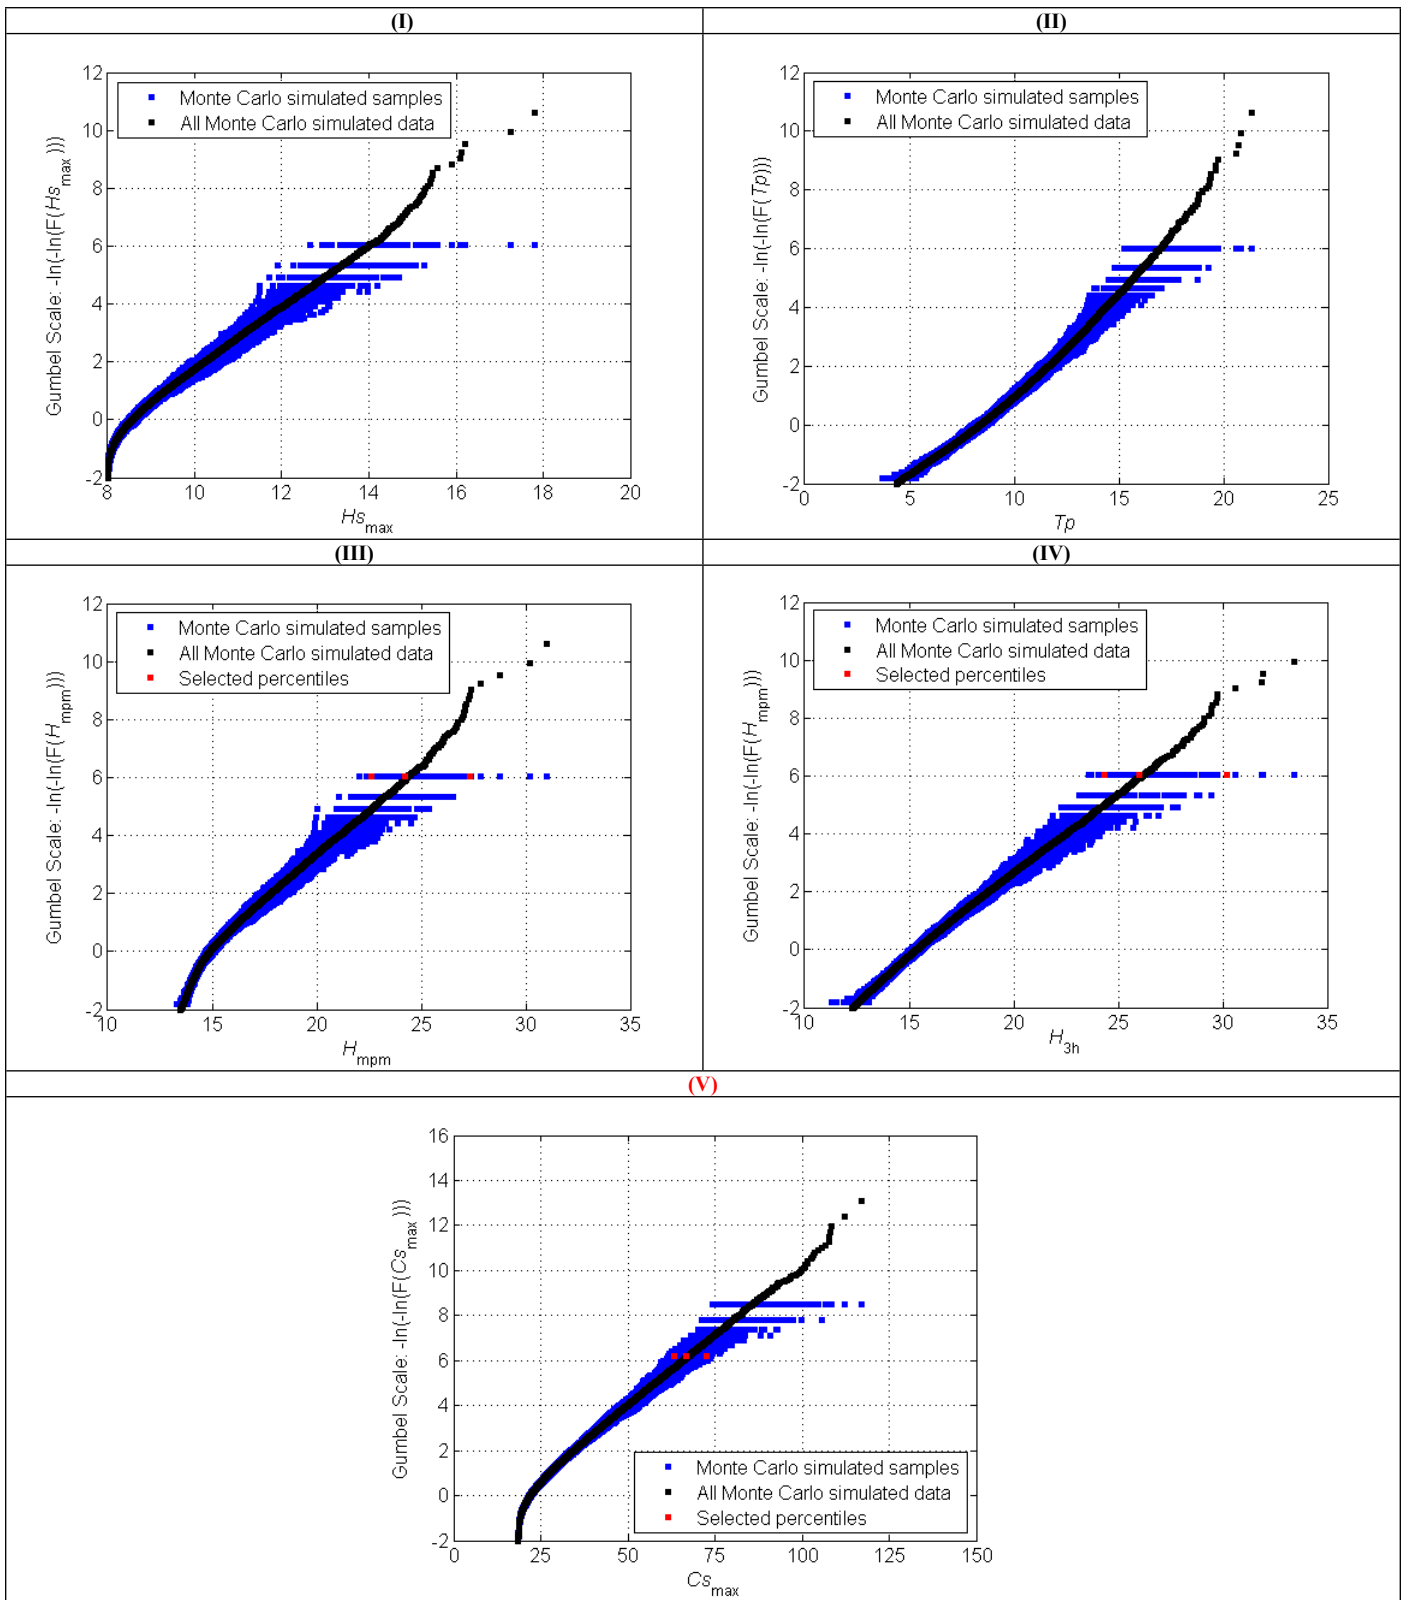 (I)
(II)
12
10
8
6
4
2
0
-2
8
10
12
14
16
18
20
Gumbel Scale: -ln(-ln(F(Hs_max)))
Hs_max
Monte Carlo simulated samples
All Monte Carlo simulated data
12
10
8
6
4
2
0
-2
0
5
10
15
20
25
Gumbel Scale: -ln(-ln(F(Tp)))
Tp
Monte Carlo simulated samples
All Monte Carlo simulated data
(III)
(IV)
12
10
8
6
4
2
0
-2
10
15
20
25
30
35
Gumbel Scale: -ln(-ln(F(H_mpm)))
H_mpm
Monte Carlo simulated samples
All Monte Carlo simulated data
Selected percentiles
12
10
8
6
4
2
0
-2
10
15
20
25
30
35
Gumbel Scale: -ln(-ln(F(H_mpm)))
H_3h
Monte Carlo simulated samples
All Monte Carlo simulated data
Selected percentiles
(V)
16
14
12
10
8
6
4
2
0
-2
0
25
50
75
100
125
150
Gumbel Scale: -ln(-ln(F(Cs_max)))
Cs_max
Monte Carlo simulated samples
All Monte Carlo simulated data
Selected percentiles